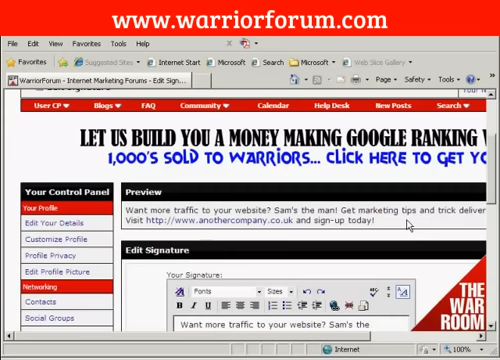 www.warriorforum.com
File Edit View Favorites Tools Help
Favorites Suggested Sites Internet Start Microsoft Search Microsoft Web Slice Gallery
WarriorForum - Internet Marketing Forums - Edit Sign... Page Safety Tools
User CP Blogs FAQ Community Calendar Help Desk New Posts Search
LET US BUILD YOU A MONEY MAKING GOOGLE RANKING
1,000'S SOLD TO WARRIORS... CLICK HERE TO GET
Your Control Panel
Your Profile
Edit Your Details
Customize Profile
Profile Privacy
Edit Profile Picture
Networking
Contacts
Social Groups
Preview
Want more traffic to your website? Sam's the man! Get marketing tips and trick deliver
Visit http://www.anothercompany.co.uk and sign-up today!
Edit Signature
Your Signature:
Fonts Sizes
B I U
Want more traffic to your website? Sam's the
THE
WAR
ROOM
Internet 100%